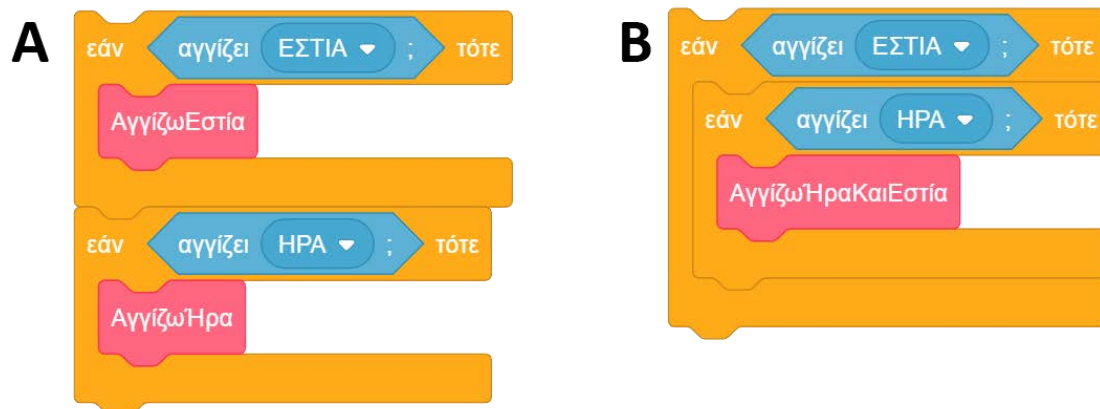 A
εάν αγγίζει ΕΣΤΙΑ ; τότε
ΑγγίζωΕστία
εάν αγγίζει ΗΡΑ ; τότε
ΑγγίζωΉρα
B
εάν αγγίζει ΕΣΤΙΑ ; τότε
εάν αγγίζει ΗΡΑ ; τότε
ΑγγίζωΉραΚαιΕστία